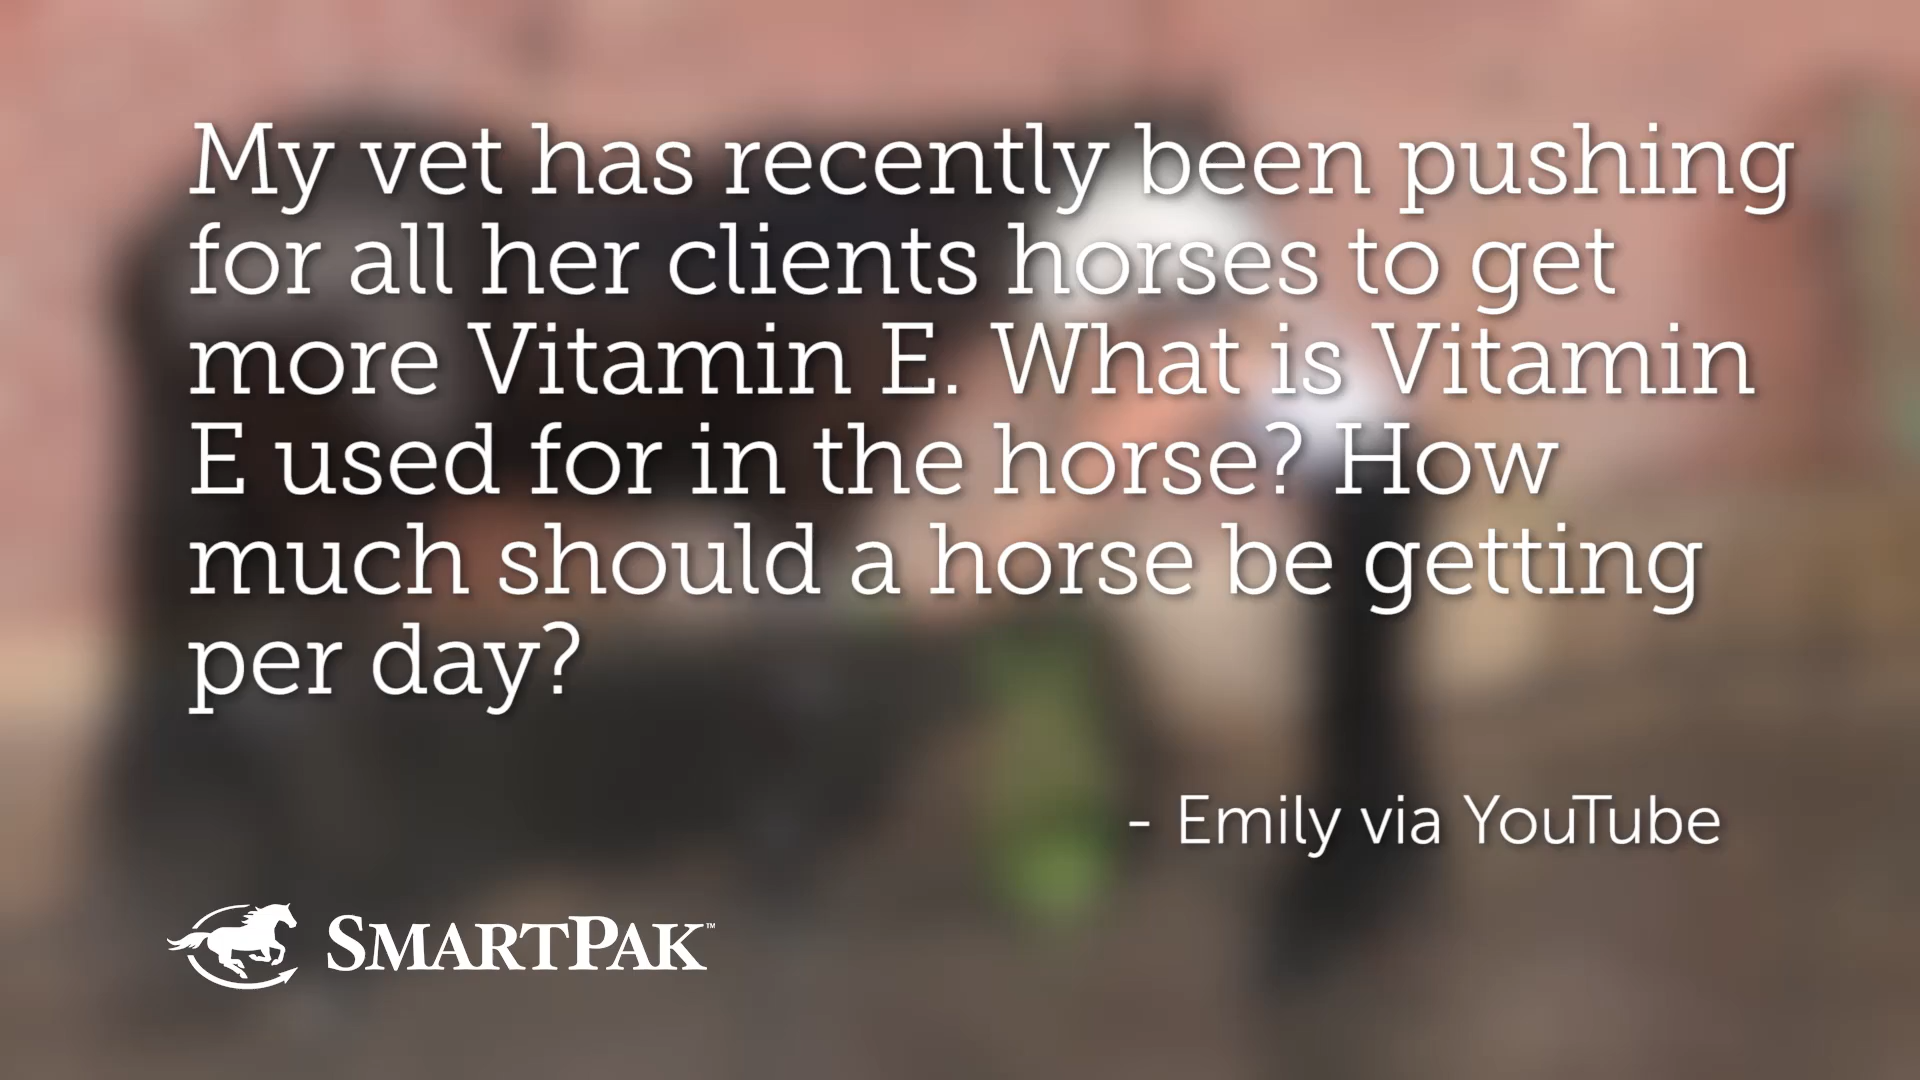 My vet has recently been pushing
for all her clients horses to get
more Vitamin E. What is Vitamin
E used for in the horse? How
much should a horse be getting
per day?
- Emily via YouTube
SMARTPAK™